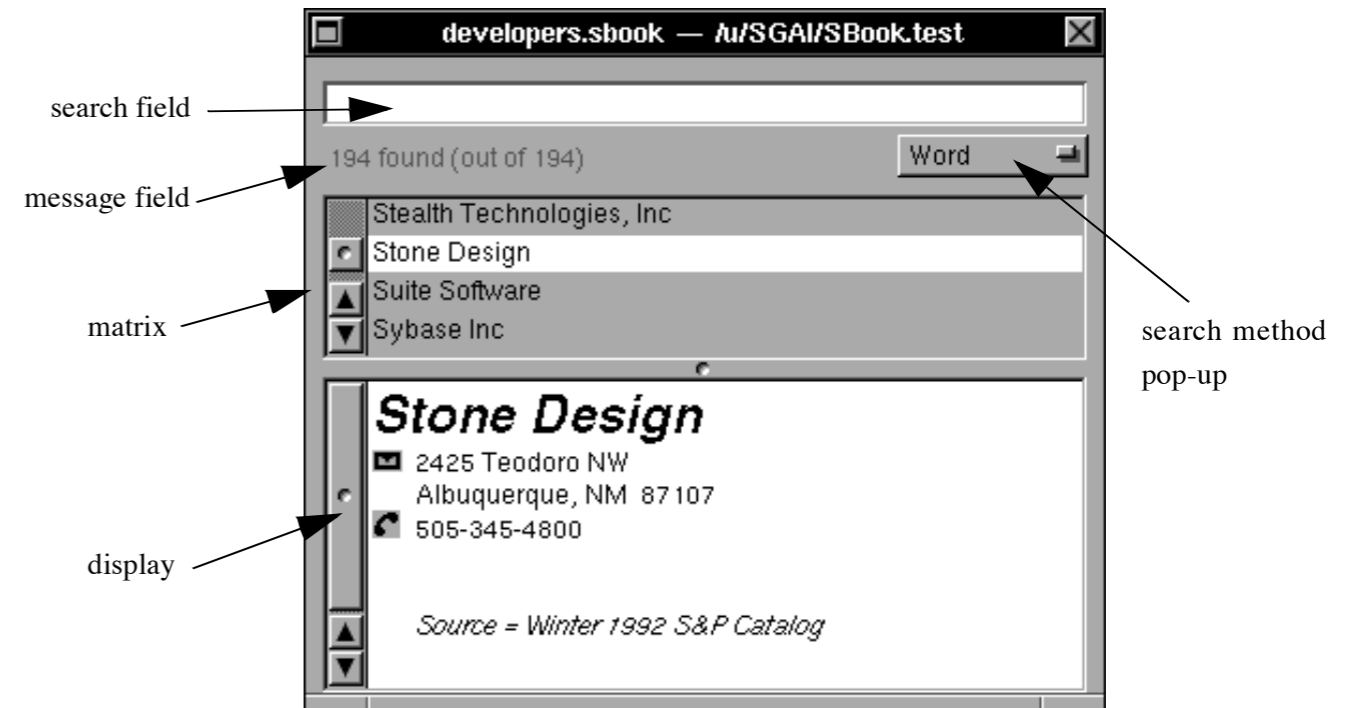 developers.sbook — /u/SGAI/SBook.test
search field
194 found (out of 194)
Word
message field
Stealth Technologies, Inc
Stone Design
Suite Software
Sybase Inc
matrix
search method
pop-up
Stone Design
2425 Teodoro NW
Albuquerque, NM 87107
505-345-4800
display
Source = Winter 1992 S&P Catalog